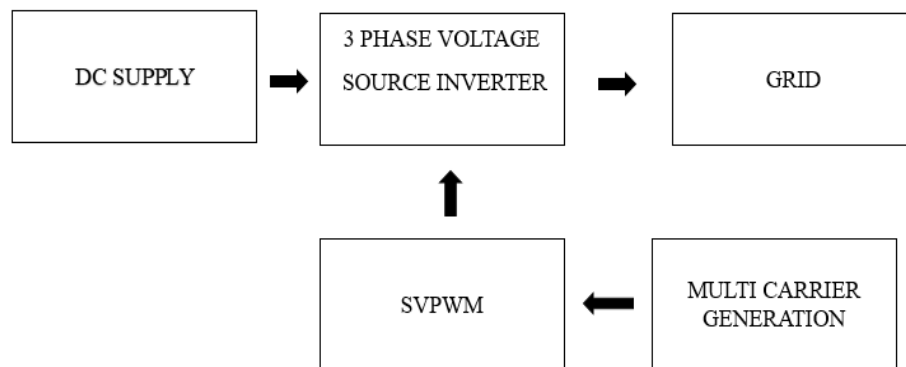 DC SUPPLY
3 PHASE VOLTAGE
SOURCE INVERTER
GRID
SVPWM
MULTI CARRIER
GENERATION